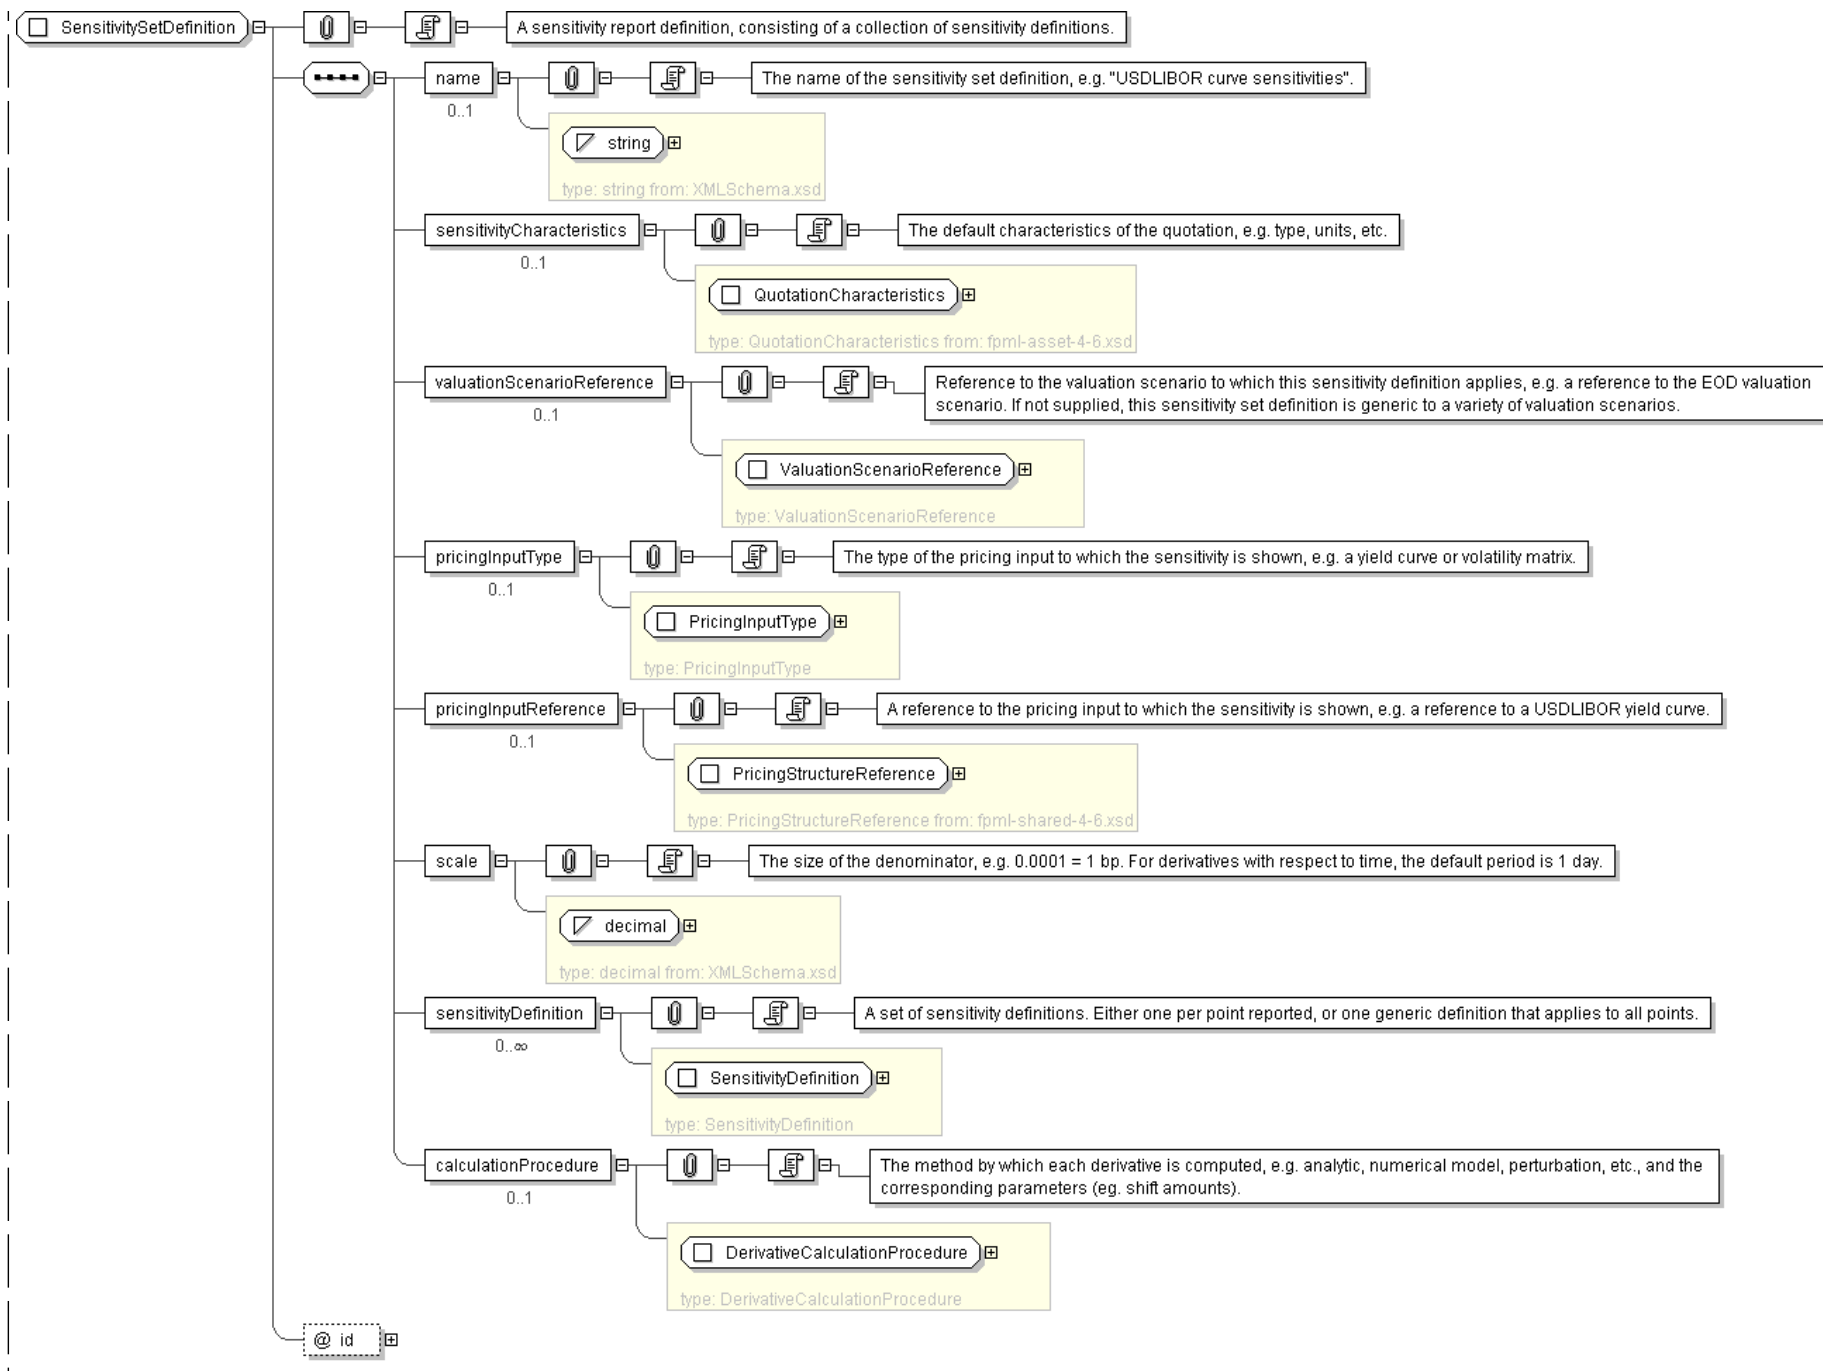 SensitivitySetDefinition
A sensitivity report definition, consisting of a collection of sensitivity definitions.
name
The name of the sensitivity set definition, e.g. "USDLIBOR curve sensitivities".
0..1
string
type: string from: XMLSchema.xsd
sensitivityCharacteristics
The default characteristics of the quotation, e.g. type, units, etc.
0..1
QuotationCharacteristics
type: QuotationCharacteristics from: fpml-asset-4-6.xsd
valuationScenarioReference
Reference to the valuation scenario to which this sensitivity definition applies, e.g. a reference to the EOD valuation
scenario. If not supplied, this sensitivity set definition is generic to a variety of valuation scenarios.
0..1
ValuationScenarioReference
type: ValuationScenarioReference
pricingInputType
The type of the pricing input to which the sensitivity is shown, e.g. a yield curve or volatility matrix.
0..1
PricingInputType
type: PricingInputType
pricingInputReference
A reference to the pricing input to which the sensitivity is shown, e.g. a reference to a USDLIBOR yield curve.
0..1
PricingStructureReference
type: PricingStructureReference from: fpml-shared-4-6.xsd
scale
The size of the denominator, e.g. 0.0001 = 1 bp. For derivatives with respect to time, the default period is 1 day.
decimal
type: decimal from: XMLSchema.xsd
sensitivityDefinition
A set of sensitivity definitions. Either one per point reported, or one generic definition that applies to all points.
0..∞
SensitivityDefinition
type: SensitivityDefinition
calculationProcedure
The method by which each derivative is computed, e.g. analytic, numerical model, perturbation, etc., and the
corresponding parameters (eg. shift amounts).
0..1
DerivativeCalculationProcedure
type: DerivativeCalculationProcedure
@ id